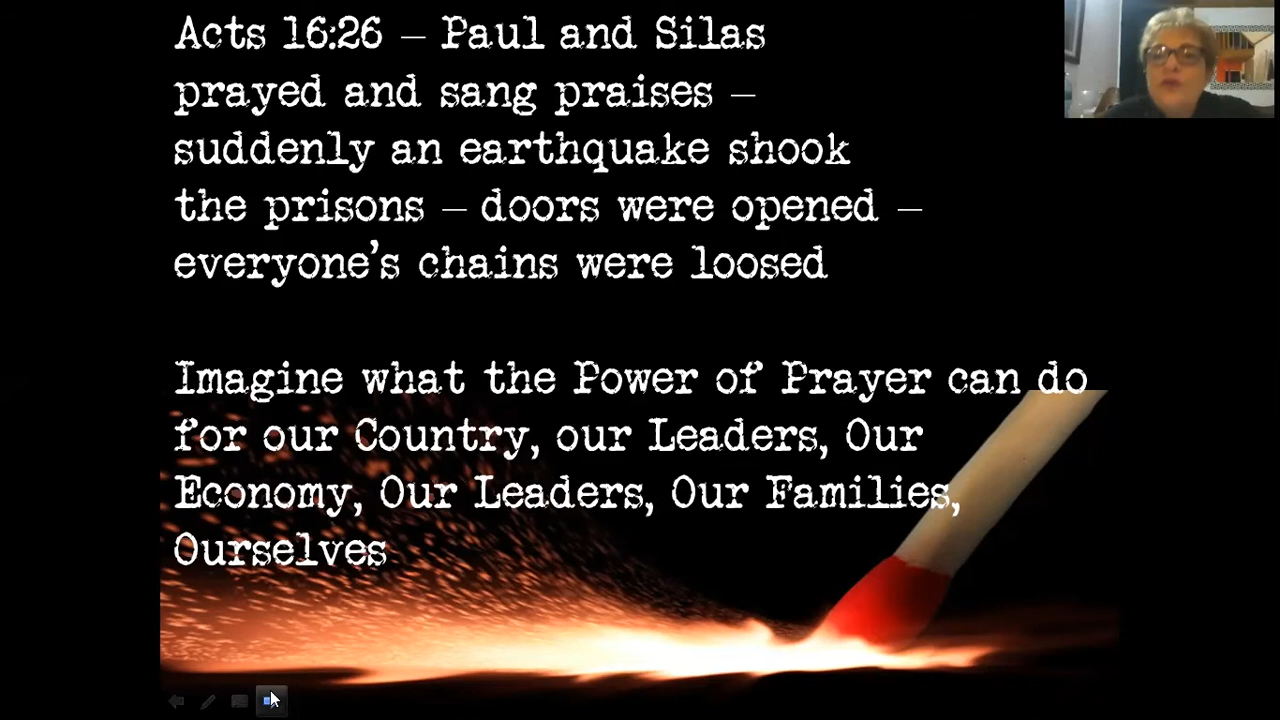 Acts 16:26 – Paul and Silas
prayed and sang praises –
suddenly an earthquake shook
the prisons – doors were opened –
everyone's chains were loosed
Imagine what the Power of Prayer can do
for our Country, our Leaders, Our
Economy, Our Leaders, Our Families,
Ourselves